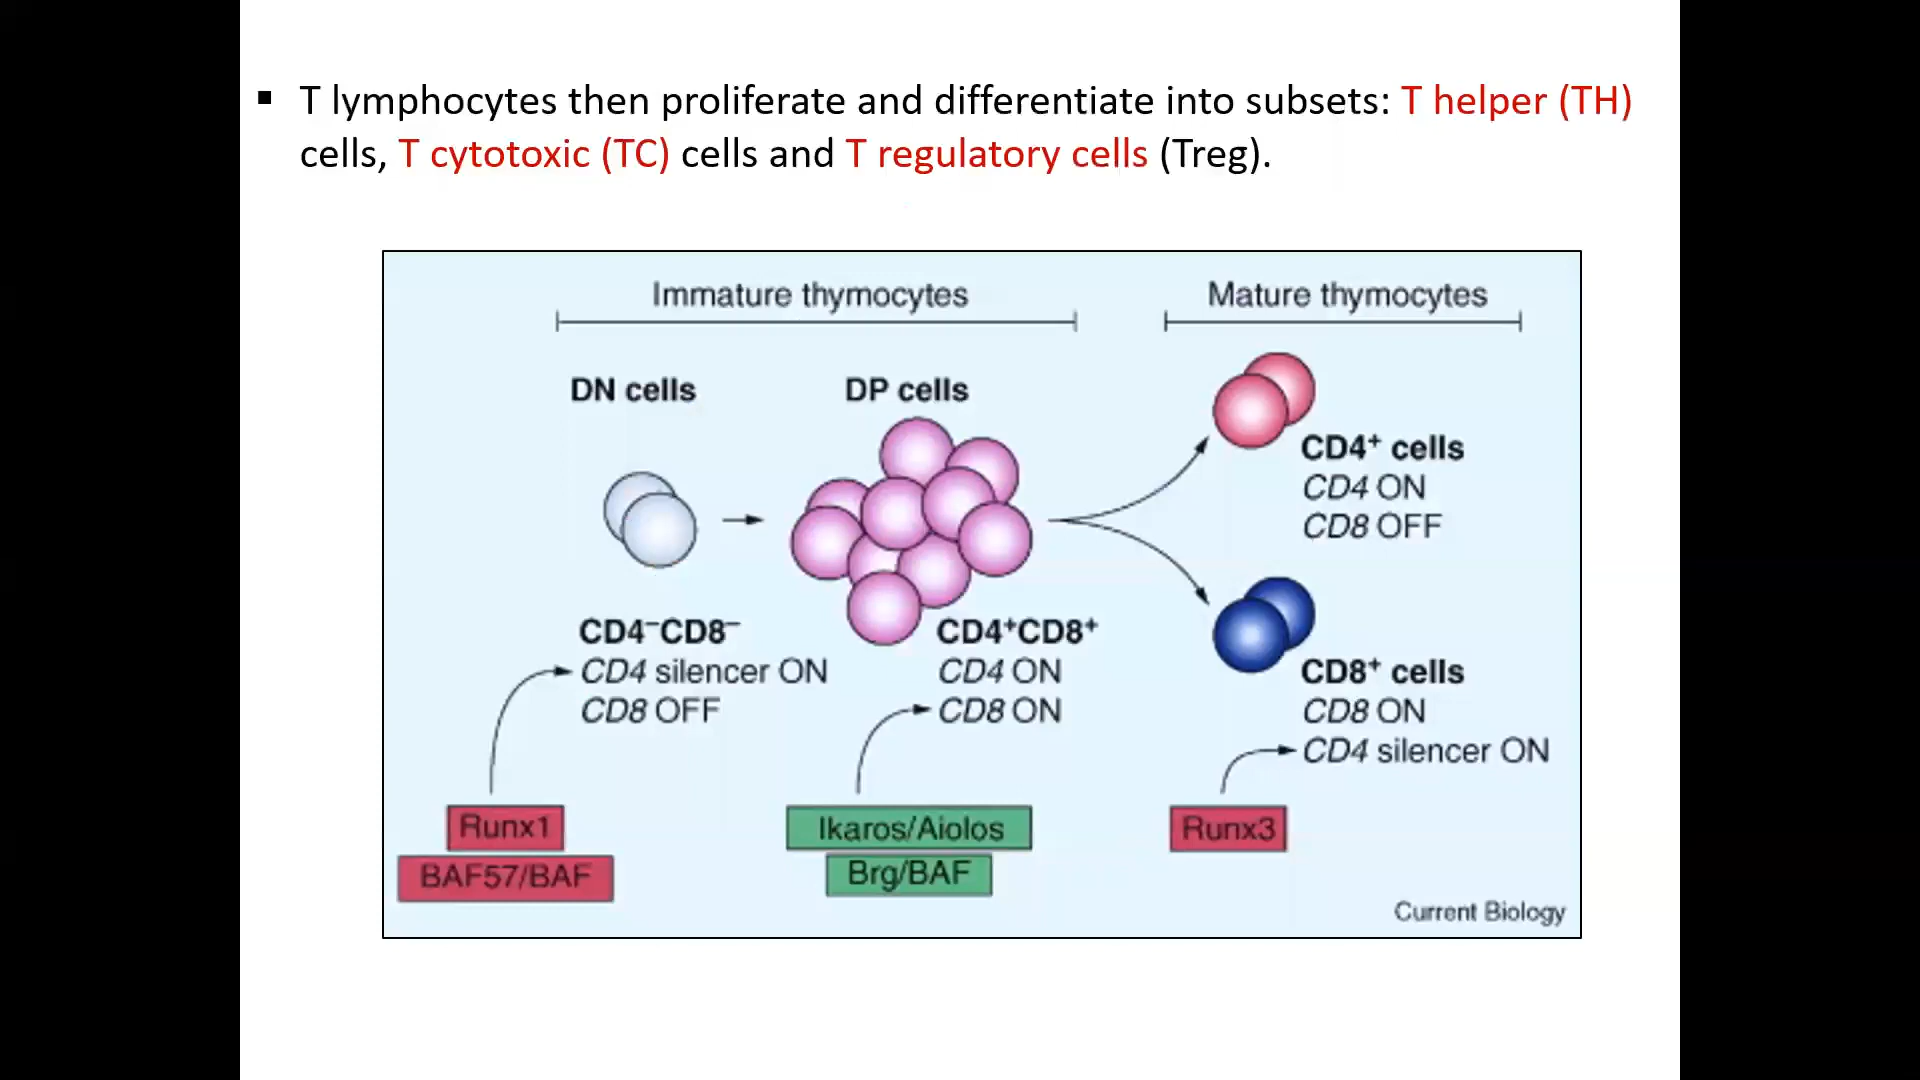 ▪ T lymphocytes then proliferate and differentiate into subsets: T helper (TH)
cells, T cytotoxic (TC) cells and T regulatory cells (Treg).
Immature thymocytes
Mature thymocytes
DN cells
DP cells
CD4⁺ cells
CD4 ON
CD8 OFF
CD4⁻CD8⁻
CD4 silencer ON
CD8 OFF
CD4⁺CD8⁺
CD4 ON
CD8 ON
CD8⁺ cells
CD8 ON
CD4 silencer ON
Runx1
BAF57/BAF
Ikaros/Aiolos
Brg/BAF
Runx3
Current Biology